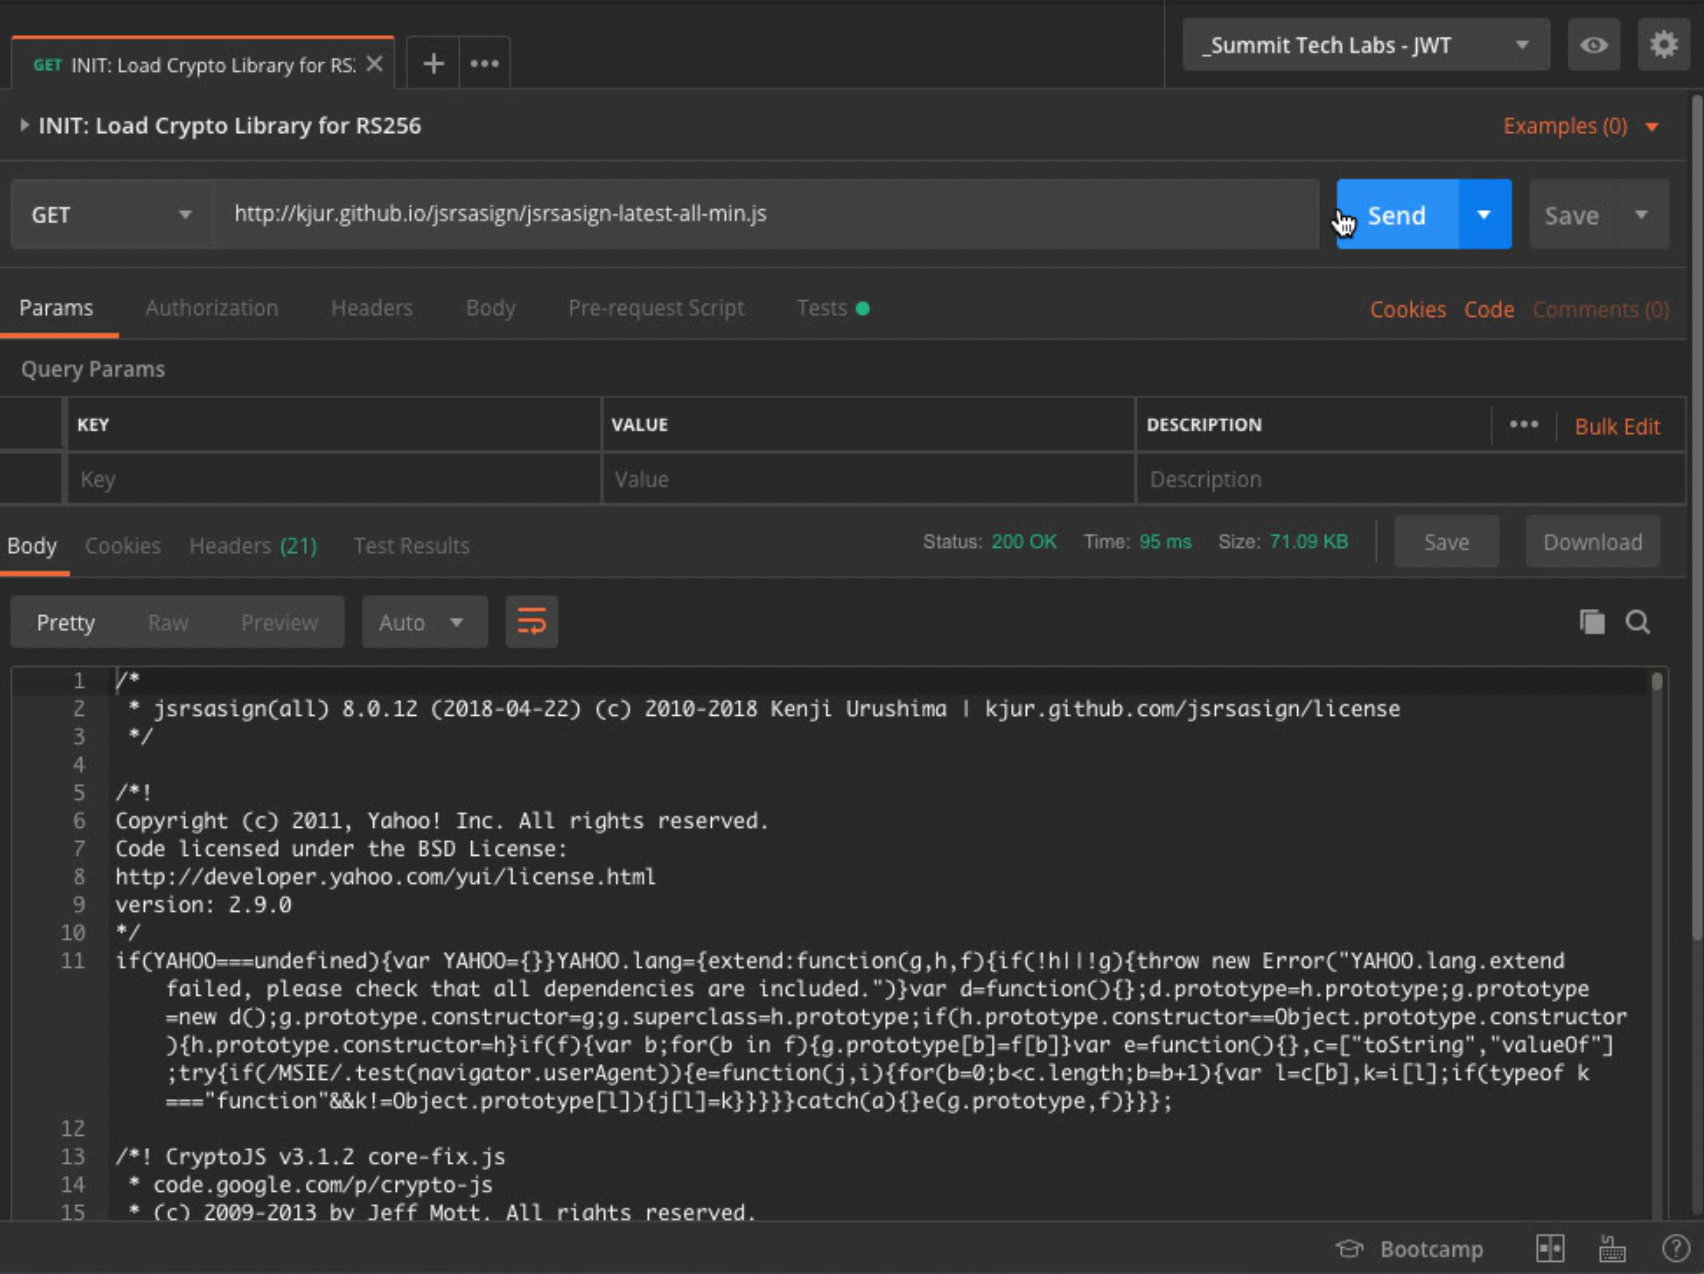 GET INIT: Load Crypto Library for RS.
_Summit Tech Labs - JWT
INIT: Load Crypto Library for RS256
Examples (0)
GET
http://kjur.github.io/jsrsasign/jsrsasign-latest-all-min.js
Send
Save
Params Authorization Headers Body Pre-request Script Tests
Cookies Code Comments (0)
Query Params
KEY VALUE DESCRIPTION Bulk Edit
Key Value Description
Body Cookies Headers (21) Test Results
Status: 200 OK Time: 95 ms Size: 71.09 KB
Save Download
Pretty Raw Preview Auto
1 /*
2 * jsrsasign(all) 8.0.12 (2018-04-22) (c) 2010-2018 Kenji Urushima | kjur.github.com/jsrsasign/license
3 */
4
5 /*!
6 Copyright (c) 2011, Yahoo! Inc. All rights reserved.
7 Code licensed under the BSD License:
8 http://developer.yahoo.com/yui/license.html
9 version: 2.9.0
10 */
11 if(YAHOO===undefined){var YAHOO={}}YAHOO.lang={extend:function(g,h,f){if(!h||!g){throw new Error("YAHOO.lang.extend
failed, please check that all dependencies are included.")}var d=function(){};d.prototype=h.prototype;g.prototype
=new d();g.prototype.constructor=g;g.superclass=h.prototype;if(h.prototype.constructor==Object.prototype.constructor
){h.prototype.constructor=h}if(f){var b;for(b in f){g.prototype[b]=f[b]}var e=function(){},c=["toString","valueOf"]
;try{if(/MSIE/.test(navigator.userAgent)){e=function(j,i){for(b=0;b<c.length;b=b+1){var l=c[b],k=i[l];if(typeof k
==="function"&&k!=Object.prototype[l]){j[l]=k}}}}}catch(a){}e(g.prototype,f)}}};
12
13 /*! CryptoJS v3.1.2 core-fix.js
14 * code.google.com/p/crypto-js
15 * (c) 2009-2013 by Jeff Mott. All rights reserved.
Bootcamp